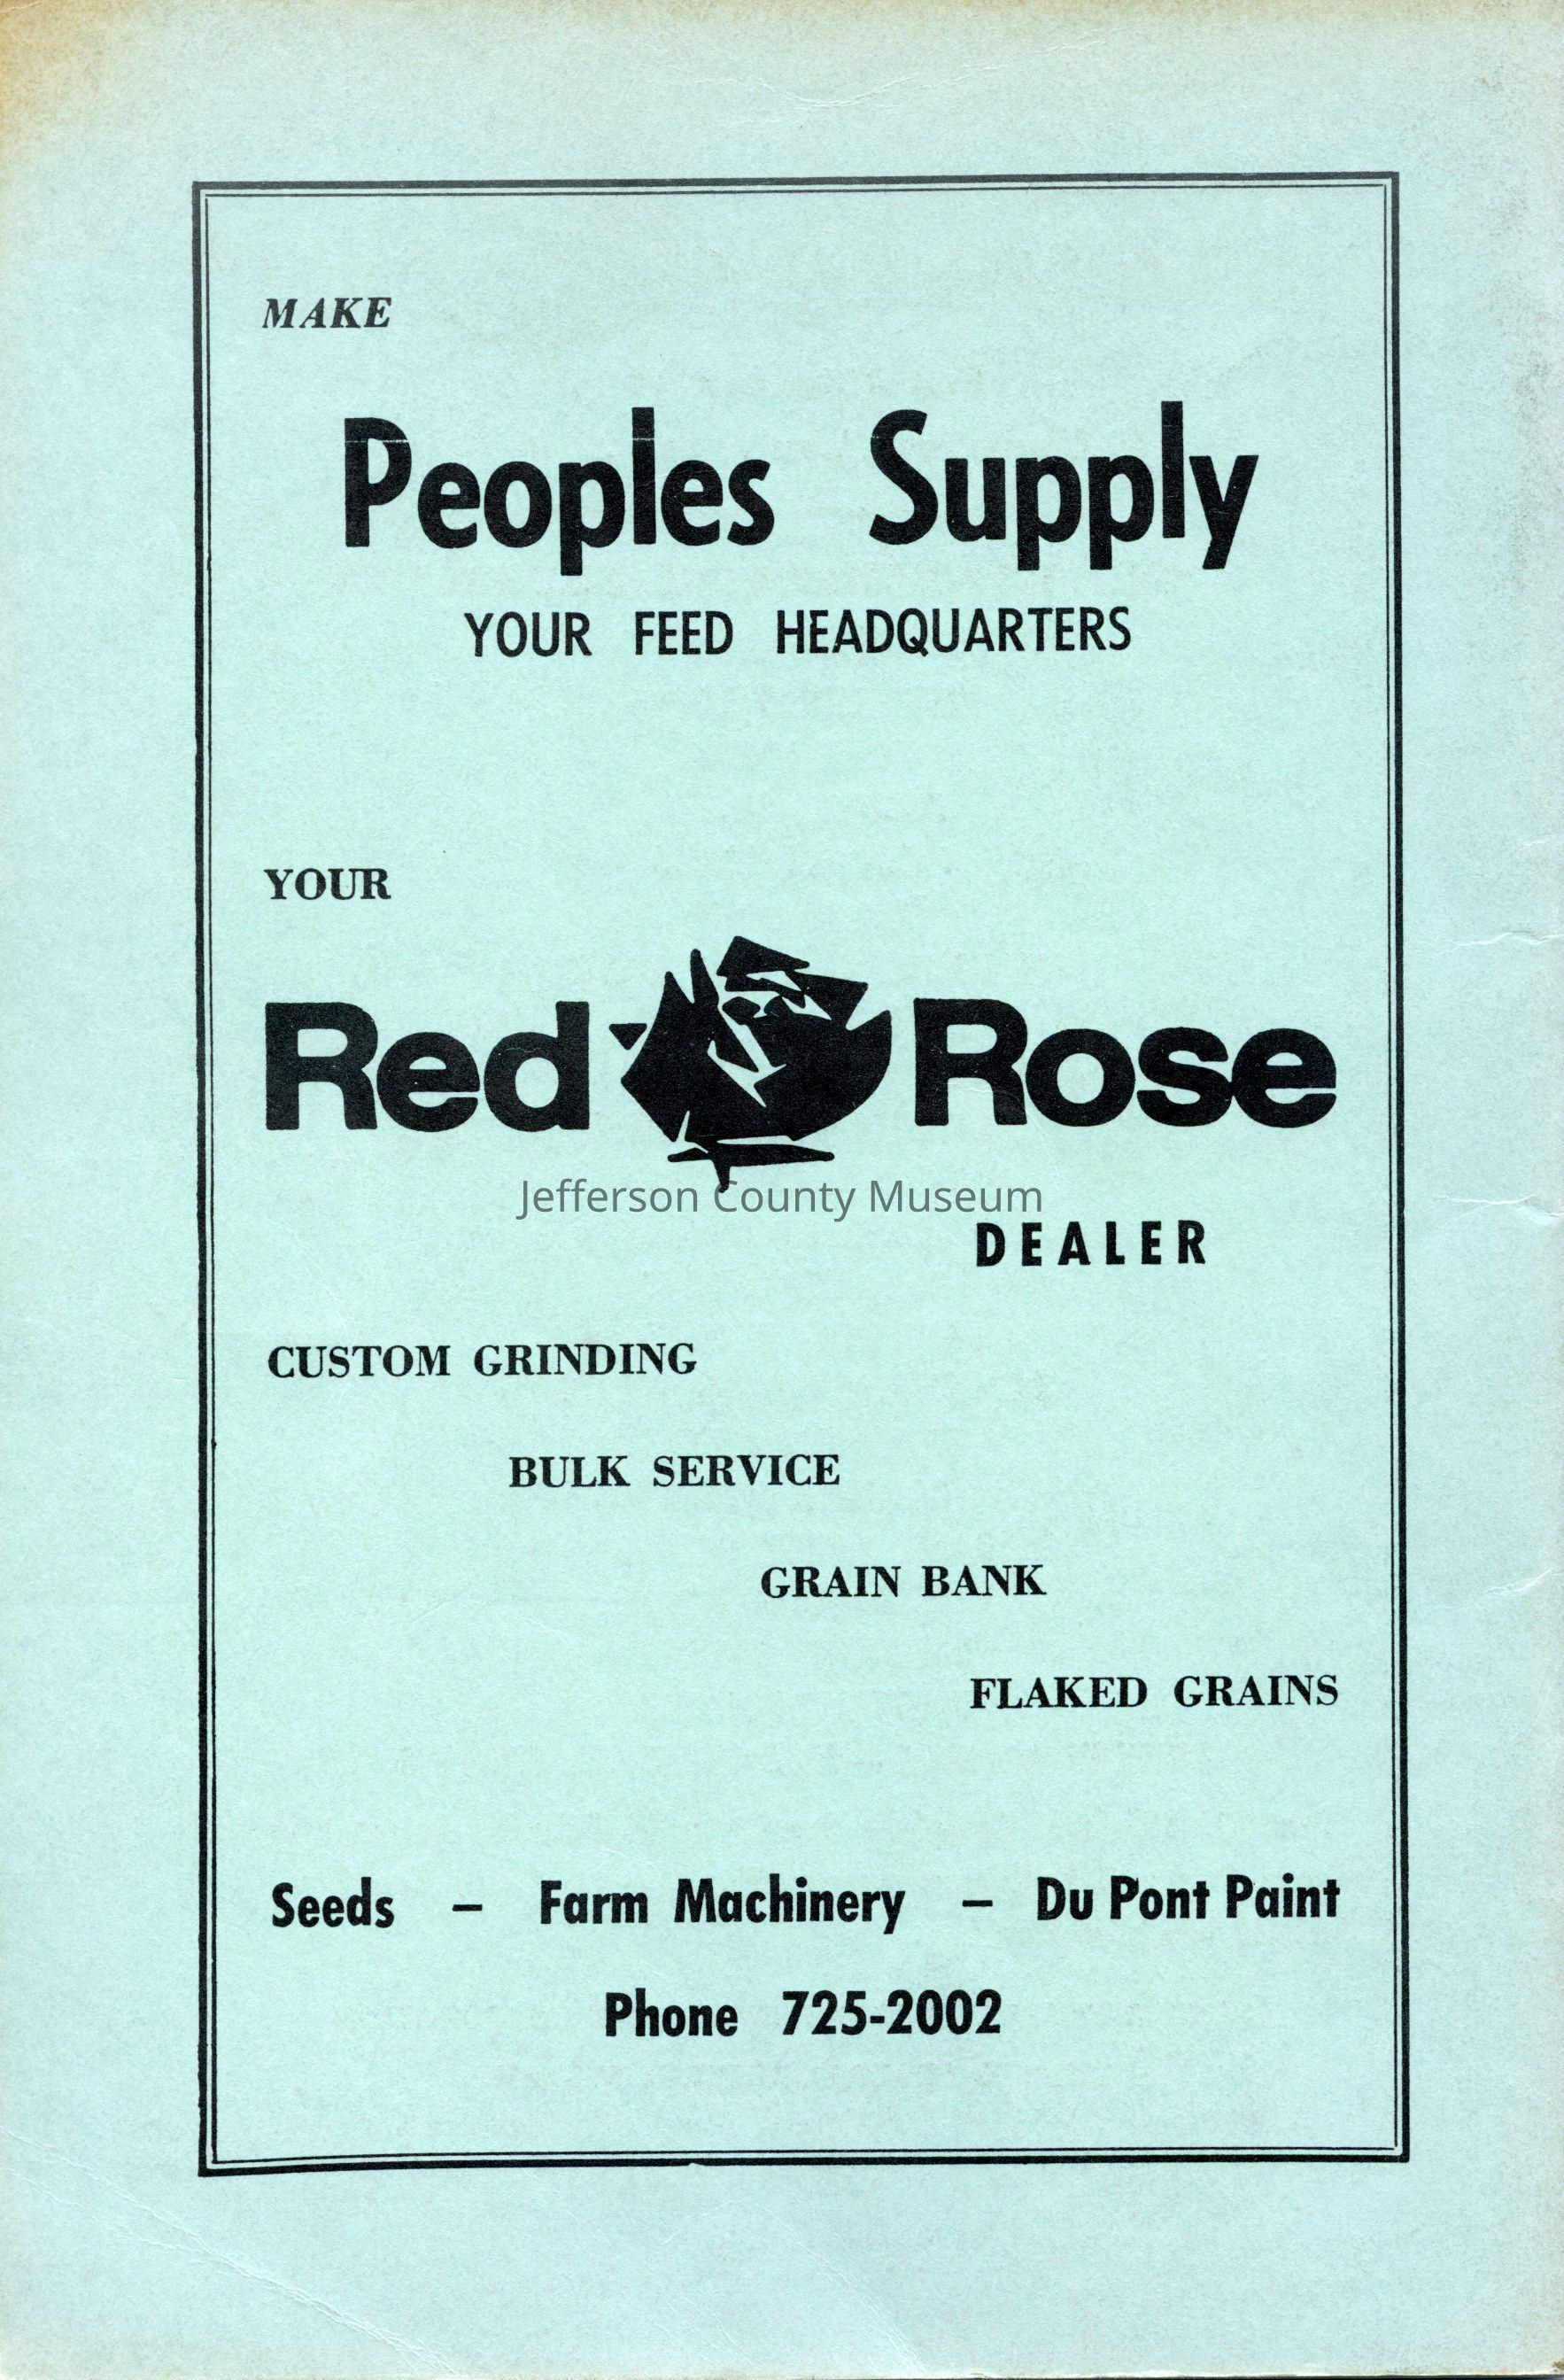 MAKE
Peoples Supply
YOUR FEED HEADQUARTERS
YOUR
Red Rose
Jefferson County Museum
DEALER
CUSTOM GRINDING
BULK SERVICE
GRAIN BANK
FLAKED GRAINS
Seeds – Farm Machinery – Du Pont Paint
Phone 725-2002